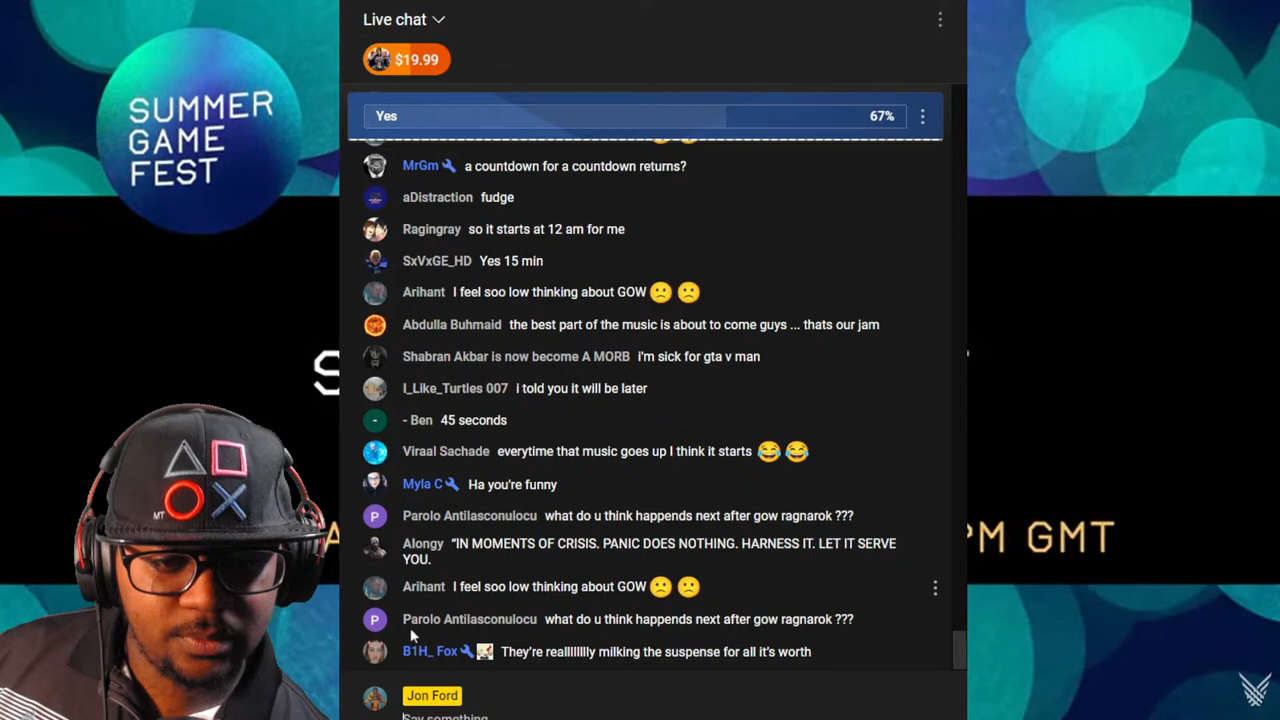 Live chat
$19.99
SUMMER
GAME
FEST
Yes 67%
MrGm a countdown for a countdown returns?
aDistraction fudge
Ragingray so it starts at 12 am for me
SxVxGE_HD Yes 15 min
Arihant I feel soo low thinking about GOW 🙁 🙁
Abdulla Buhmaid the best part of the music is about to come guys ... thats our jam
Shabran Akbar is now become A MORB i'm sick for gta v man
I_Like_Turtles 007 i told you it will be later
- Ben 45 seconds
Viraal Sachade everytime that music goes up I think it starts 😂 😂
Myla C Ha you're funny
P Parolo Antilasconulocu what do u think happends next after gow ragnarok ???
Alongy “IN MOMENTS OF CRISIS. PANIC DOES NOTHING. HARNESS IT. LET IT SERVE
YOU.
Arihant I feel soo low thinking about GOW 🙁 🙁
P Parolo Antilasconulocu what do u think happends next after gow ragnarok ???
B1H_ Fox They’re reallllllllly milking the suspense for all it’s worth
Jon Ford
Say something
PM GMT
MT